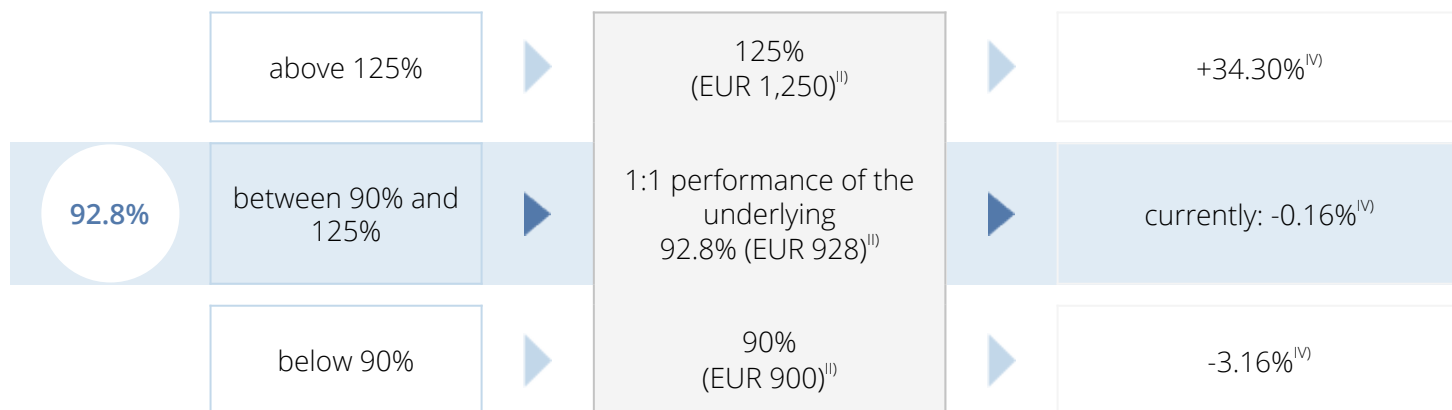 above 125%
125%
(EUR 1,250)II)
+34.30%IV)
92.8%
between 90% and
125%
1:1 performance of the
underlying
92.8% (EUR 928)II)
currently: -0.16%IV)
below 90%
90%
(EUR 900)II)
-3.16%IV)